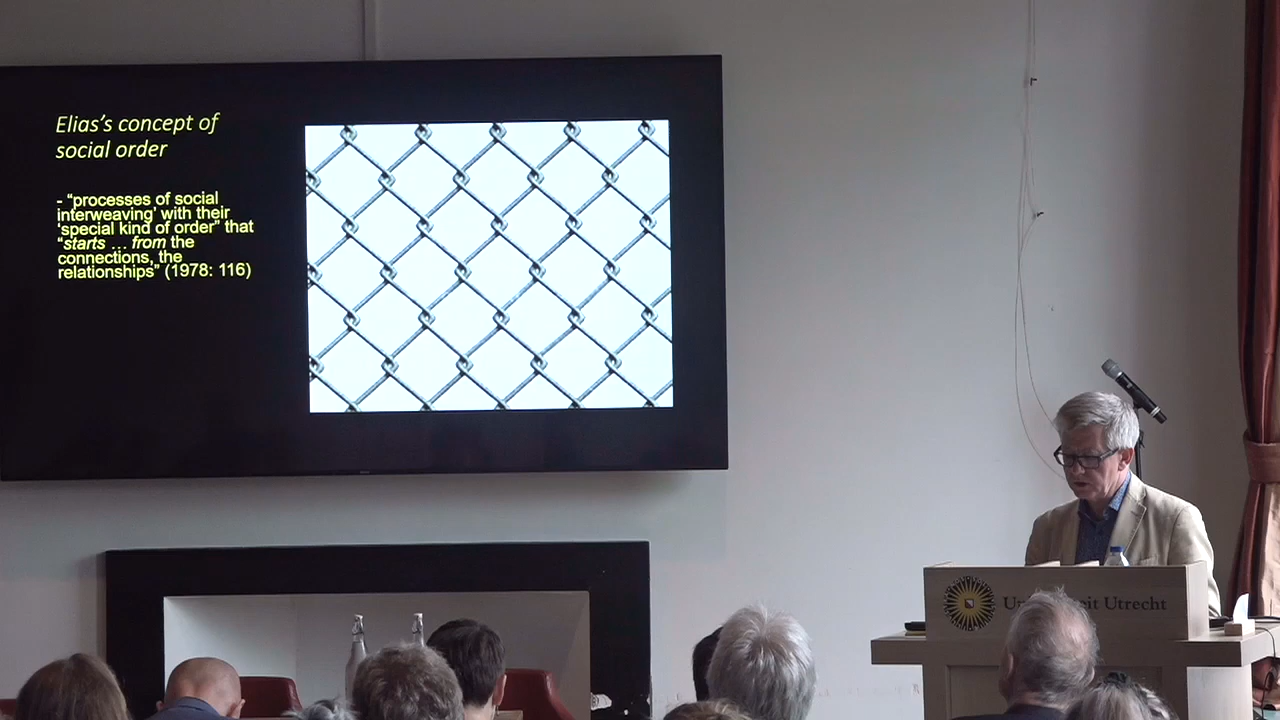 Elias's concept of
social order
- “processes of social
interweaving’ with their
‘special kind of order” that
“starts … from the
connections, the
relationships” (1978: 116)
Utrecht